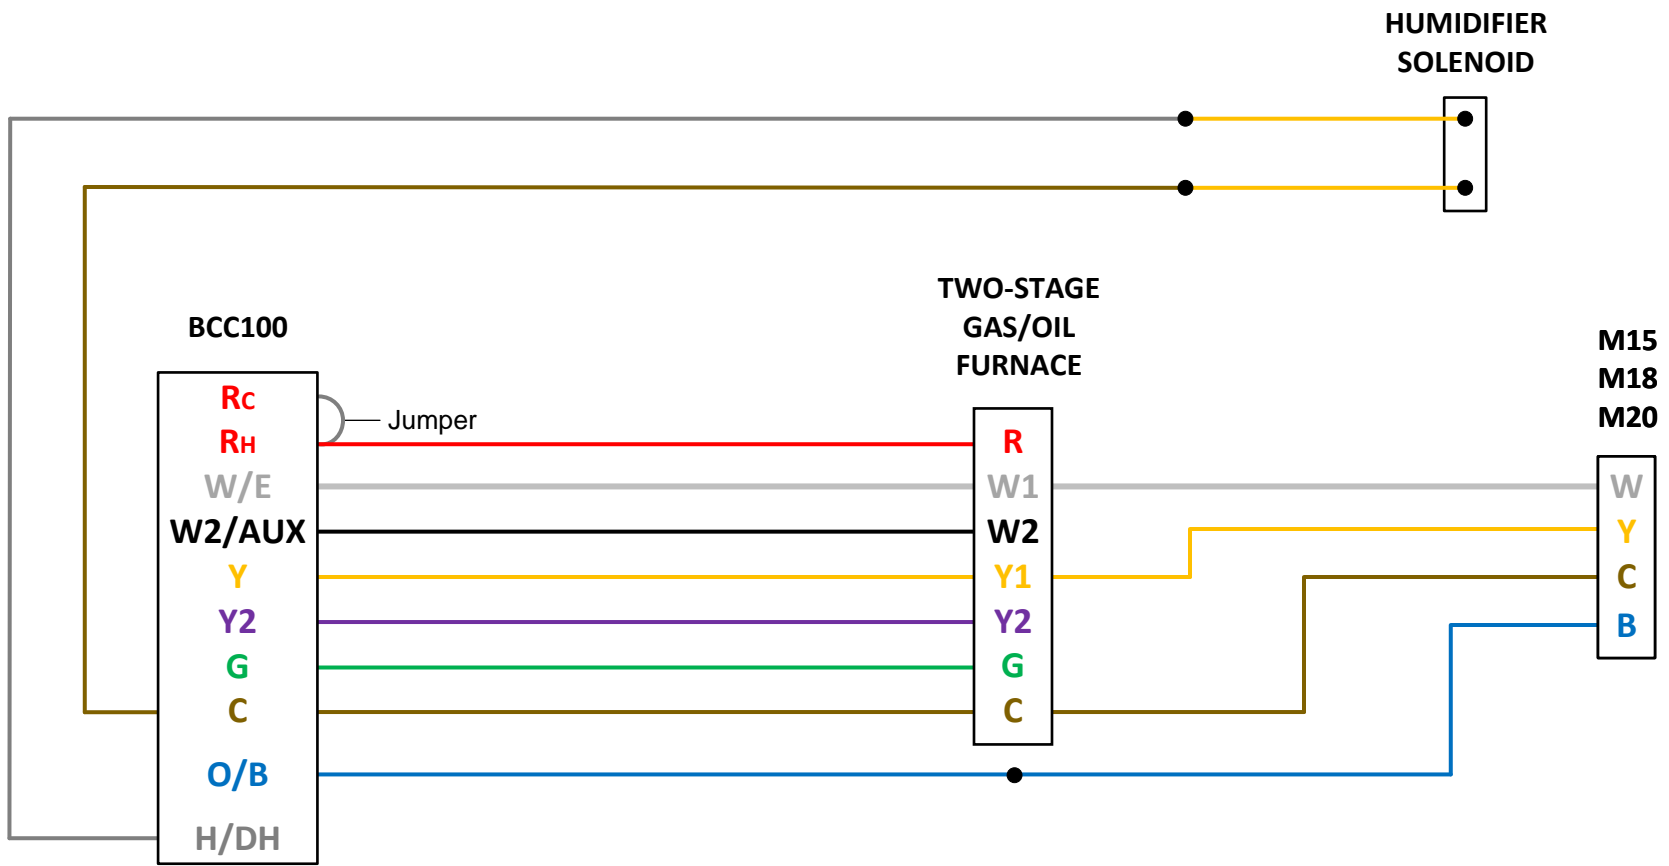 HUMIDIFIER
SOLENOID
BCC100
RC
RH
W/E
W2/AUX
Y
Y2
G
C
O/B
H/DH
Jumper
TWO-STAGE
GAS/OIL
FURNACE
R
W1
W2
Y1
Y2
G
C
M15
M18
M20
W
Y
C
B